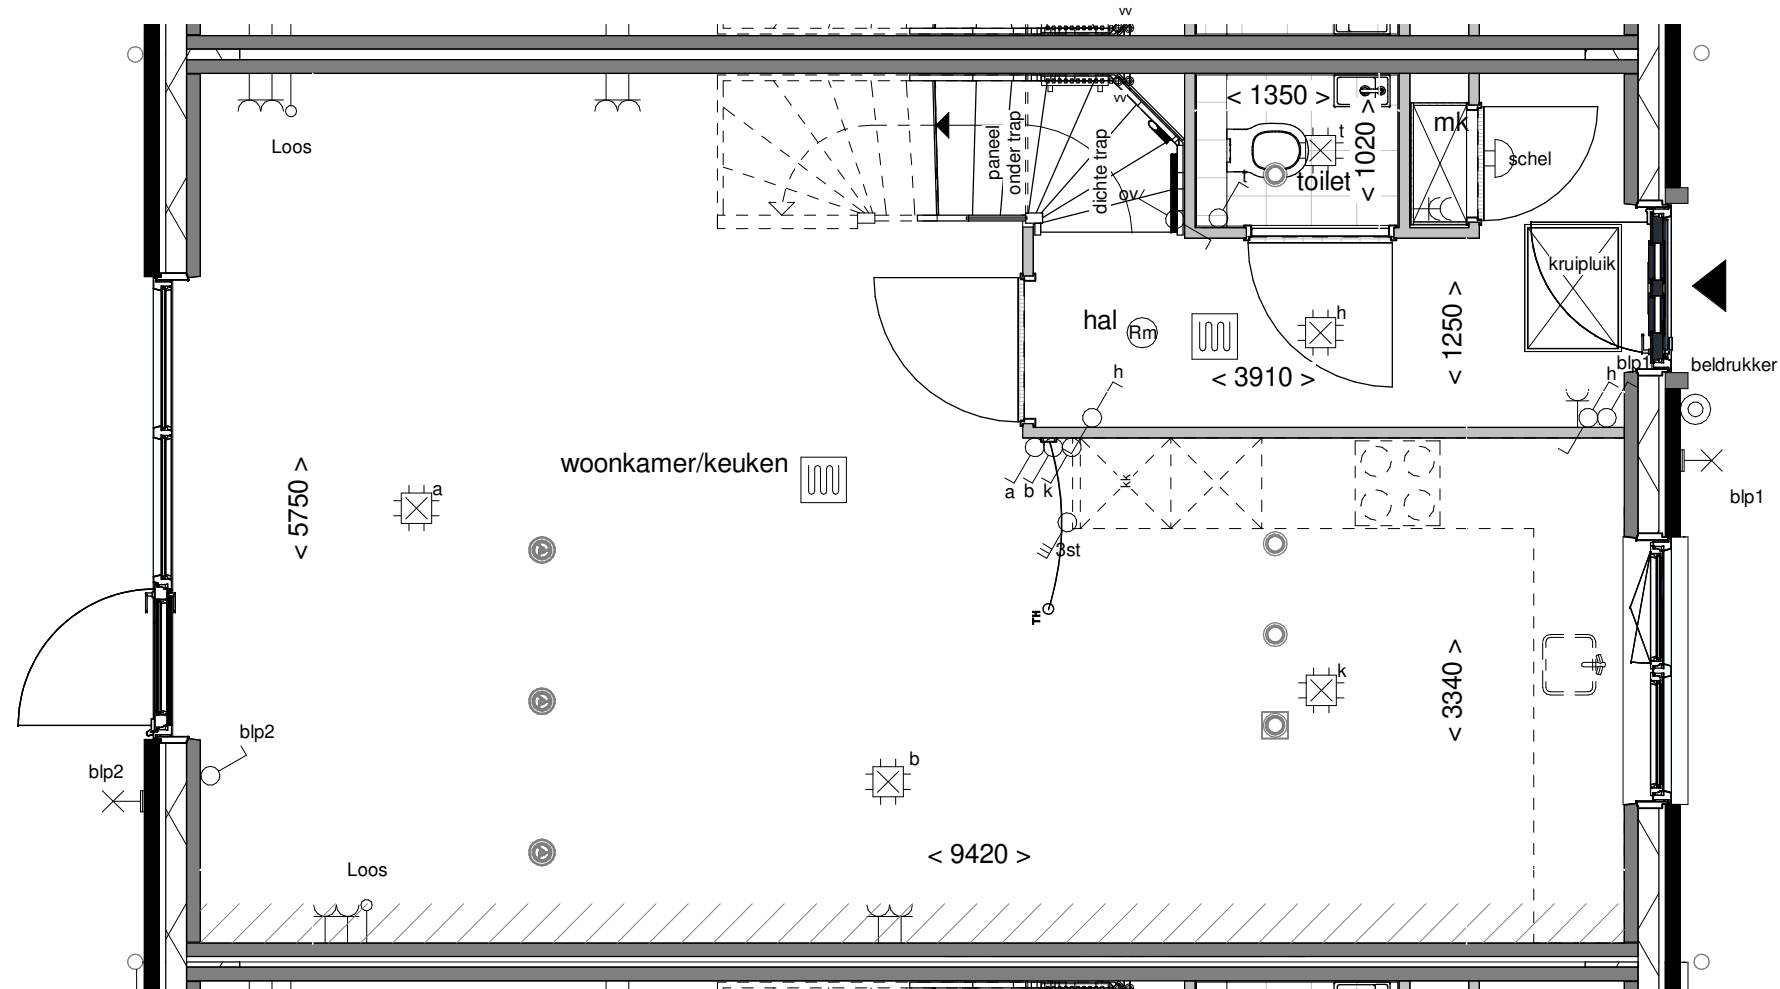 vv
Loos
vv
paneel
onder trap
dichte trap
ov
t
< 1350 >
t
< 1020 >
toilet
mk
schel
kruipluik
hal
Rm
h
< 3910 >
< 1250 >
h
h
blp1
beldrukker
blp1
woonkamer/keuken
< 5750 >
a
a
b
k
kk
3st
TH
k
< 3340 >
b
blp2
blp2
< 9420 >
Loos